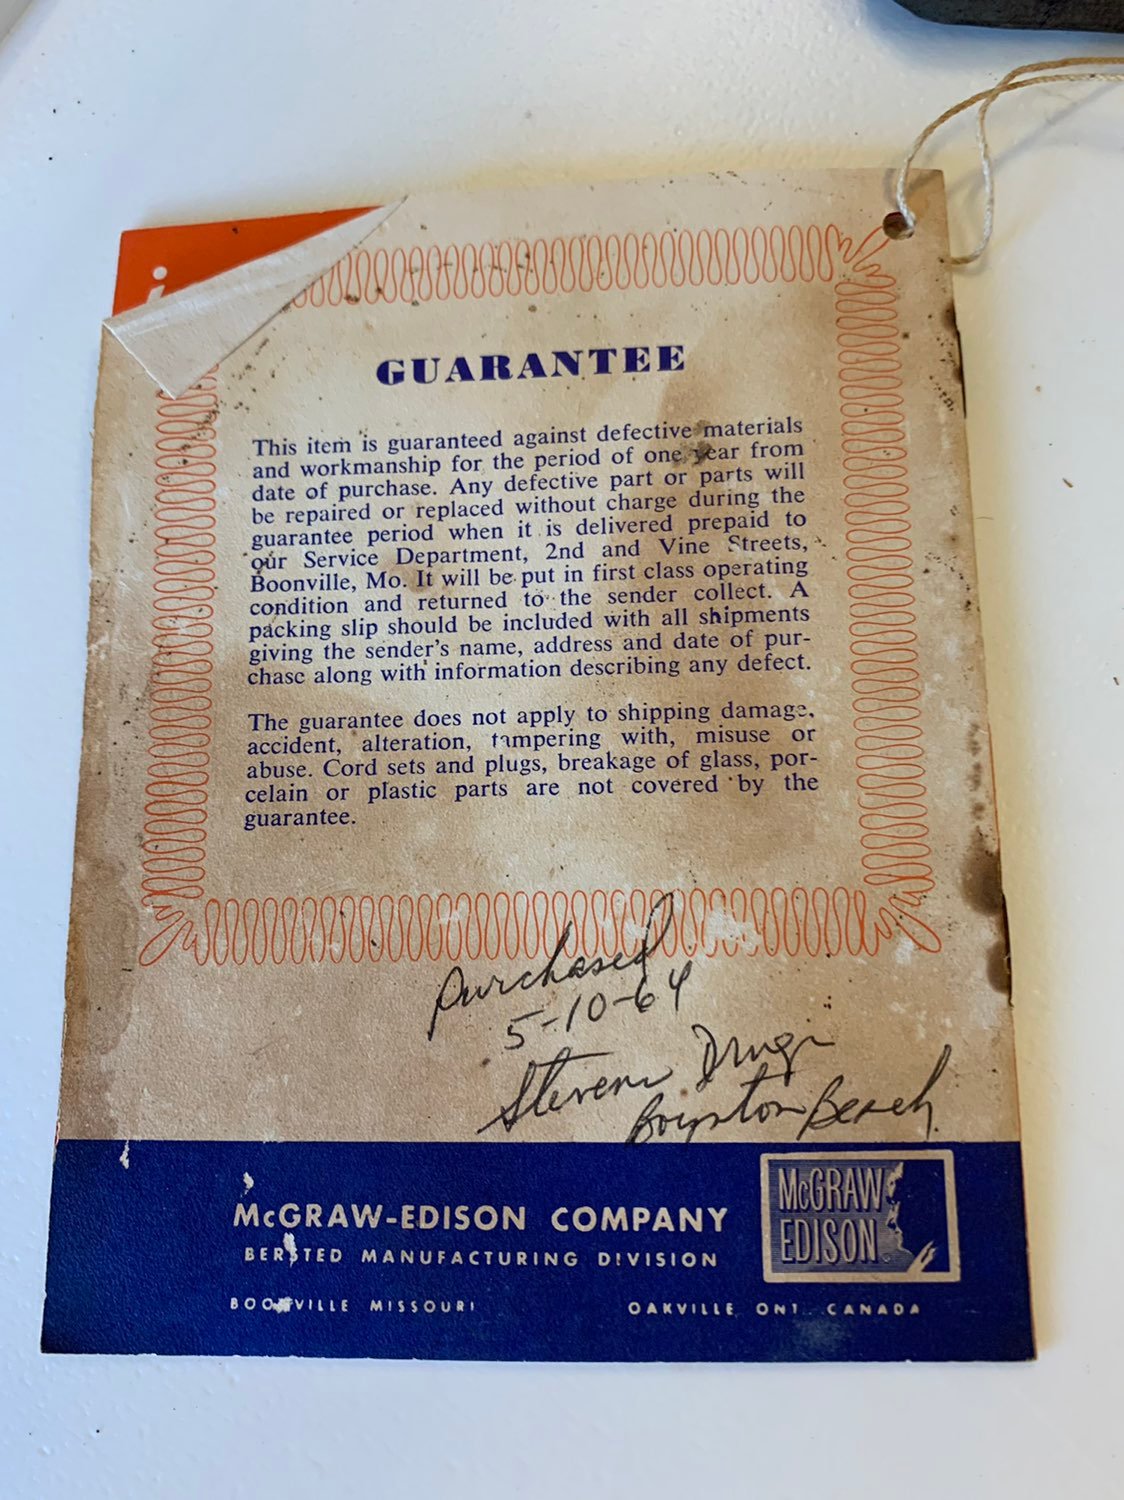 i
GUARANTEE
This item is guaranteed against defective materials
and workmanship for the period of one year from
date of purchase. Any defective part or parts will
be repaired or replaced without charge during the
guarantee period when it is delivered prepaid to
our Service Department, 2nd and Vine Streets,
Boonville, Mo. It will be put in first class operating
condition and returned to the sender collect. A
packing slip should be included with all shipments
giving the sender's name, address and date of pur-
chase along with information describing any defect.
The guarantee does not apply to shipping damage,
accident, alteration, tampering with, misuse or
abuse. Cord sets and plugs, breakage of glass, por-
celain or plastic parts are not covered by the
guarantee.
Purchased
5-10-64
Stevens Drugs
Boynton Beach
McGRAW-EDISON COMPANY
BERSTED MANUFACTURING DIVISION
BOONVILLE MISSOURI
OAKVILLE, ONT., CANADA
McGRAW
EDISON